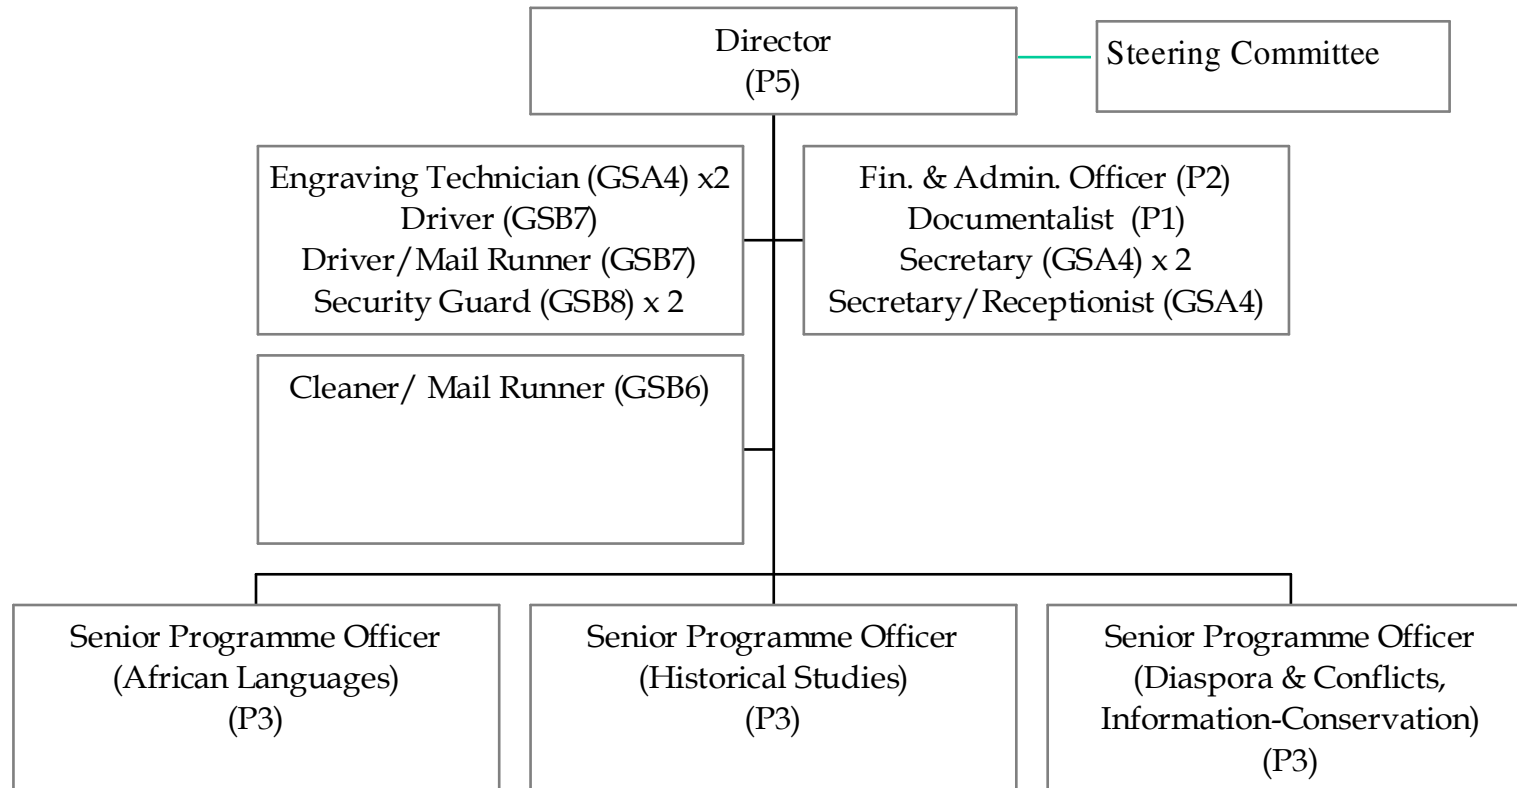 Director
(P5)
Steering Committee
Engraving Technician (GSA4) x2
Driver (GSB7)
Driver/Mail Runner (GSB7)
Security Guard (GSB8) x 2
Fin. & Admin. Officer (P2)
Documentalist (P1)
Secretary (GSA4) x 2
Secretary/Receptionist (GSA4)
Cleaner/ Mail Runner (GSB6)
Senior Programme Officer
(African Languages)
(P3)
Senior Programme Officer
(Historical Studies)
(P3)
Senior Programme Officer
(Diaspora & Conflicts,
Information-Conservation)
(P3)